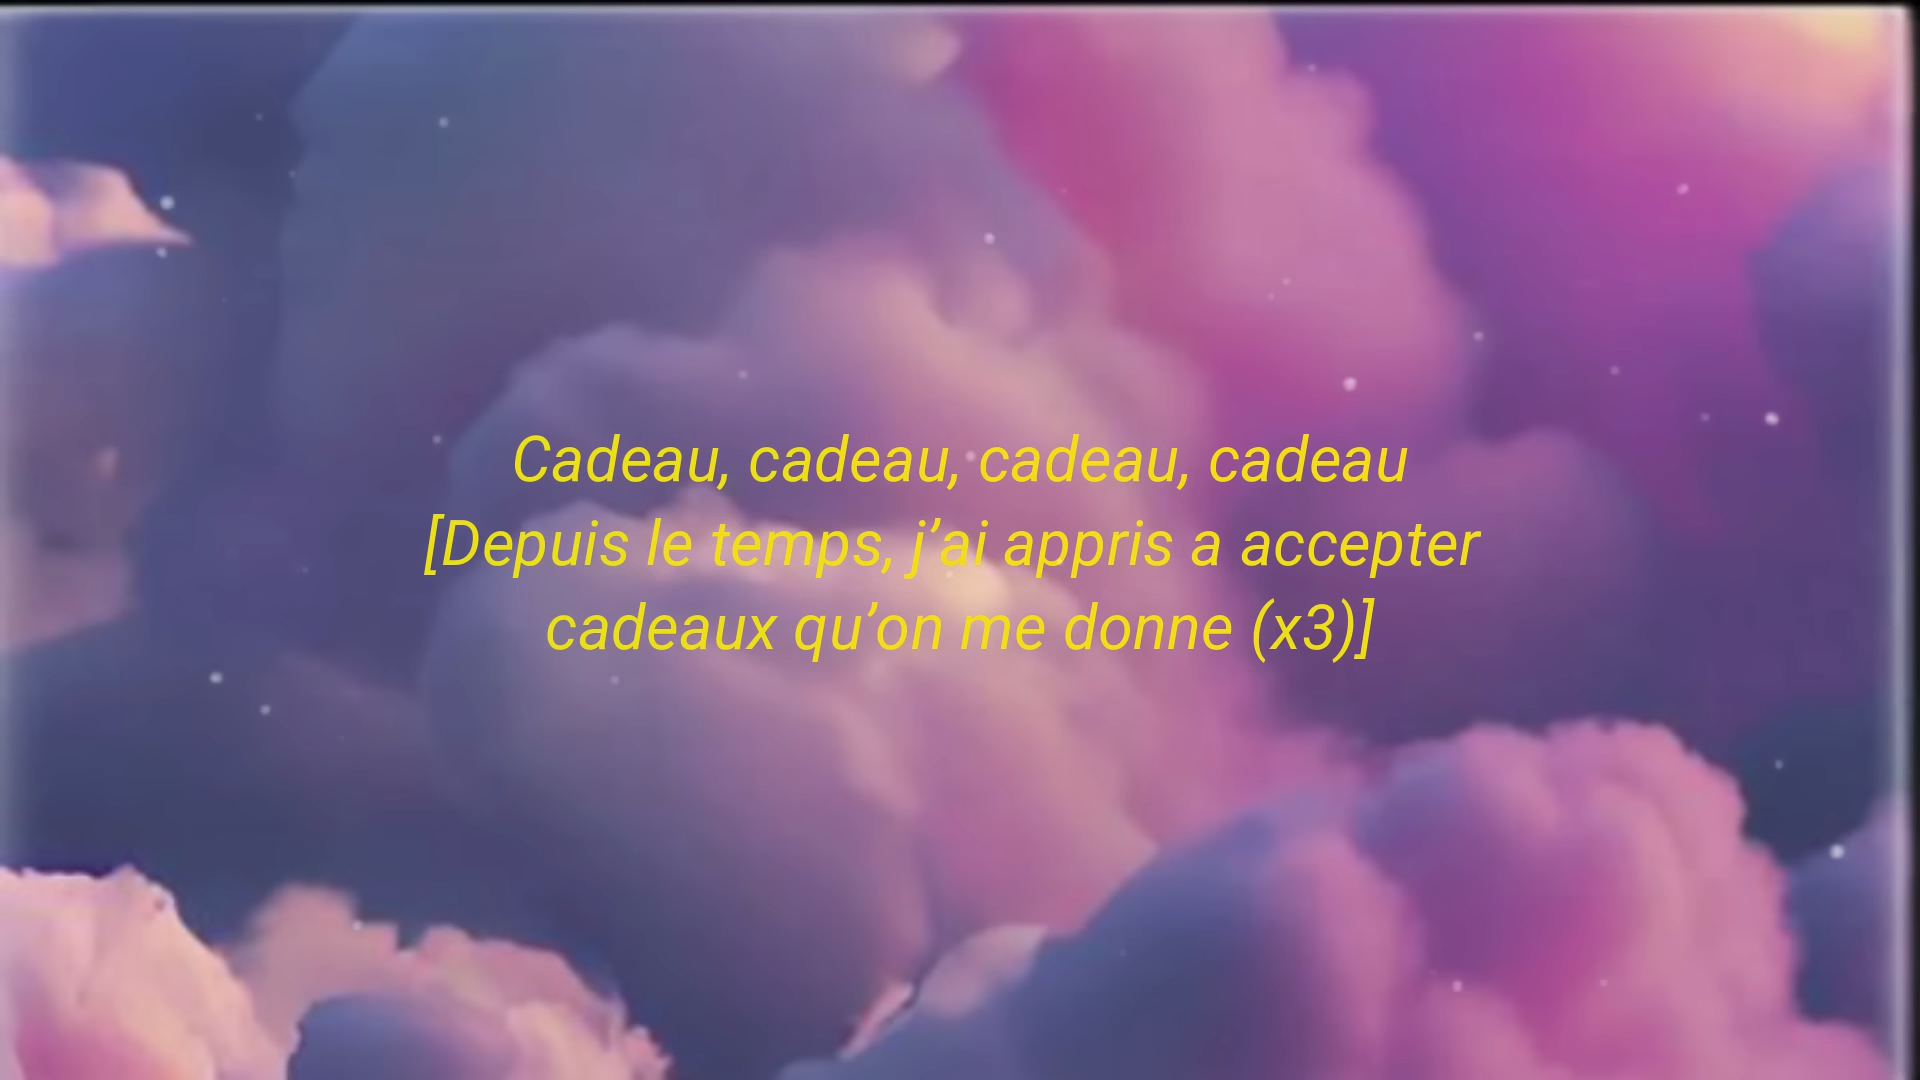 Cadeau, cadeau, cadeau, cadeau
[Depuis le temps, j’ai appris a accepter
cadeaux qu’on me donne (x3)]